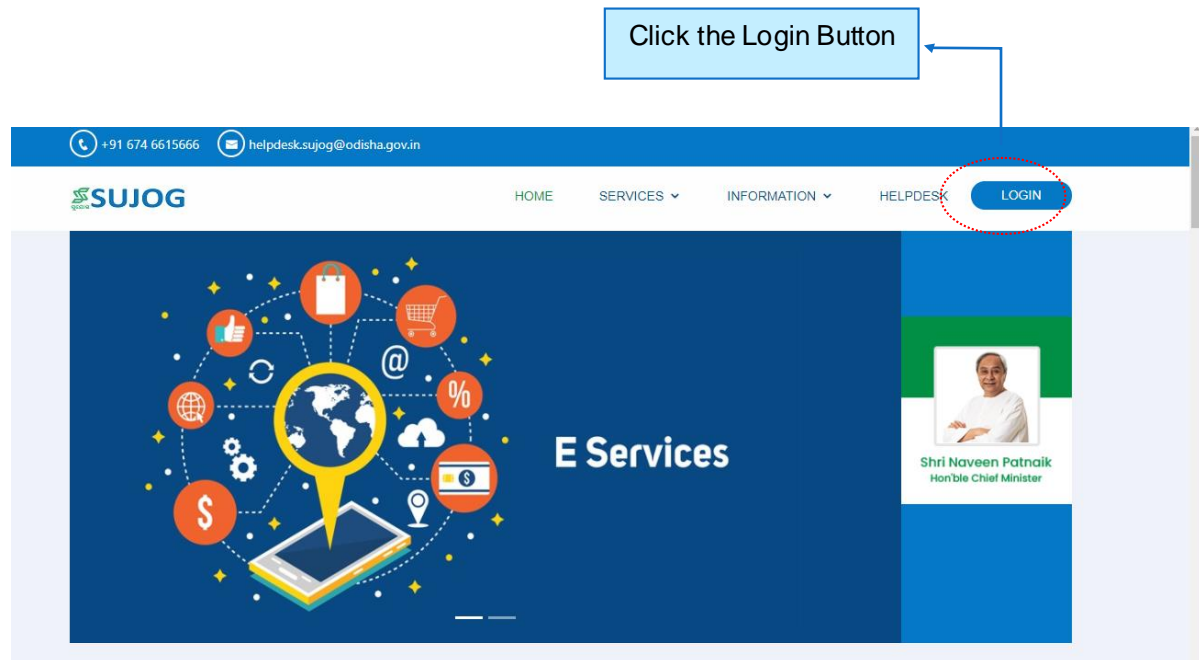 Click the Login Button
+91 674 6615666 helpdesk.sujog@odisha.gov.in
SUJOG HOME SERVICES INFORMATION HELPDESK LOGIN
@
%
$
$
E Services
Shri Naveen Patnaik
Hon'ble Chief Minister